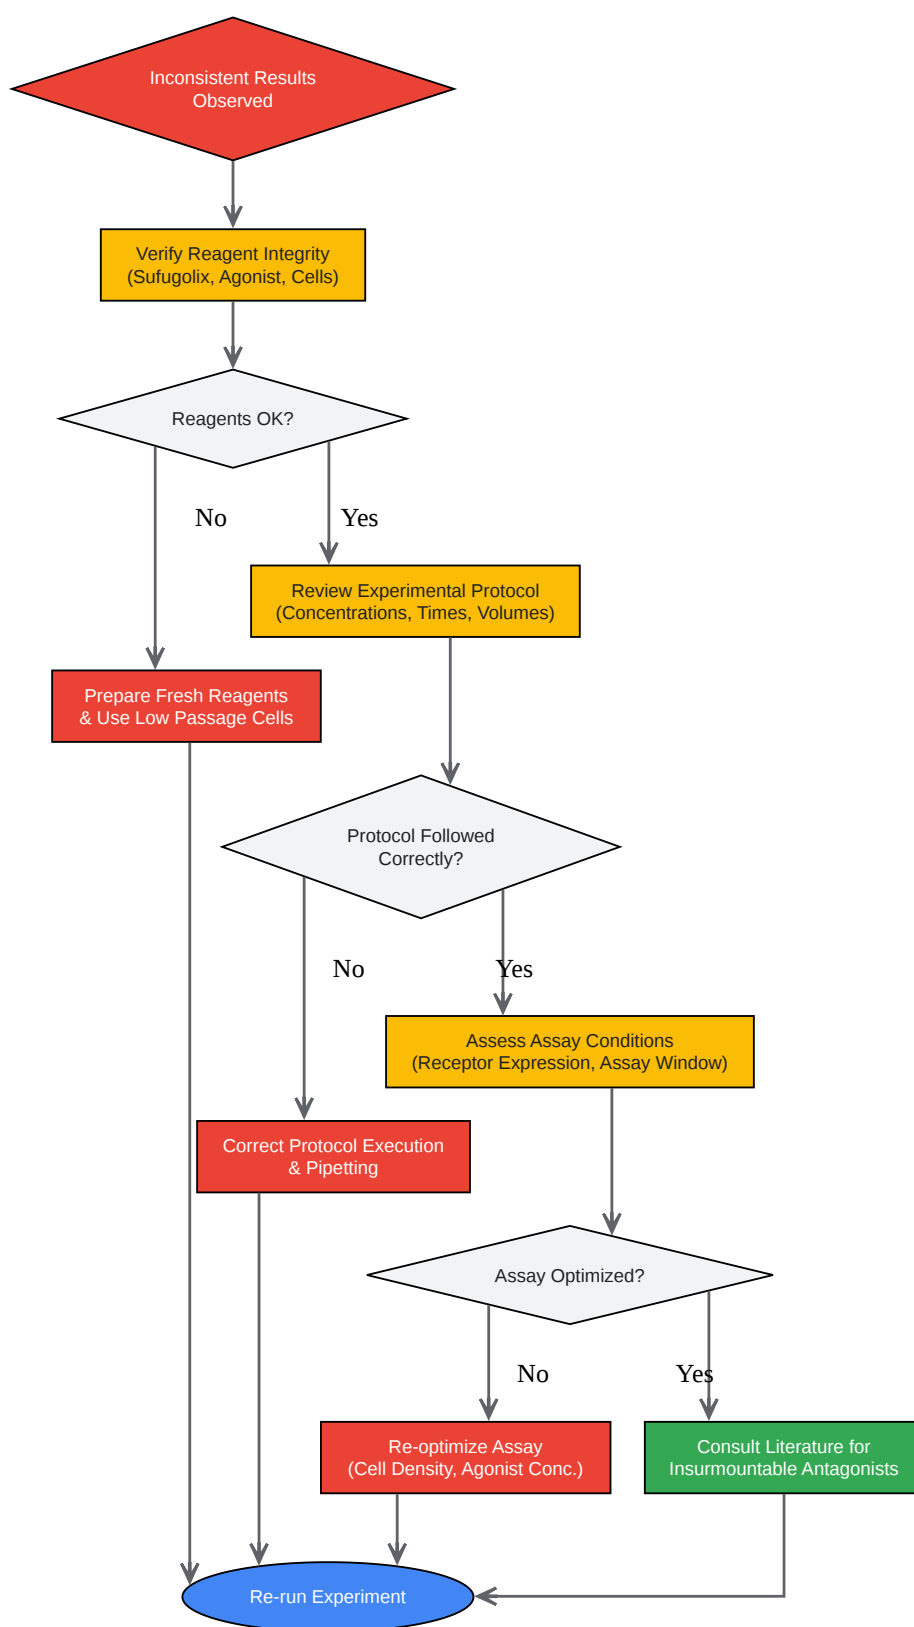 Inconsistent Results
Observed
Verify Reagent Integrity
(Sufugolix, Agonist, Cells)
Reagents OK?
No
Yes
Review Experimental Protocol
(Concentrations, Times, Volumes)
Prepare Fresh Reagents
& Use Low Passage Cells
Protocol Followed
Correctly?
No
Yes
Assess Assay Conditions
(Receptor Expression, Assay Window)
Correct Protocol Execution
& Pipetting
Assay Optimized?
No
Yes
Re-optimize Assay
(Cell Density, Agonist Conc.)
Consult Literature for
Insurmountable Antagonists
Re-run Experiment